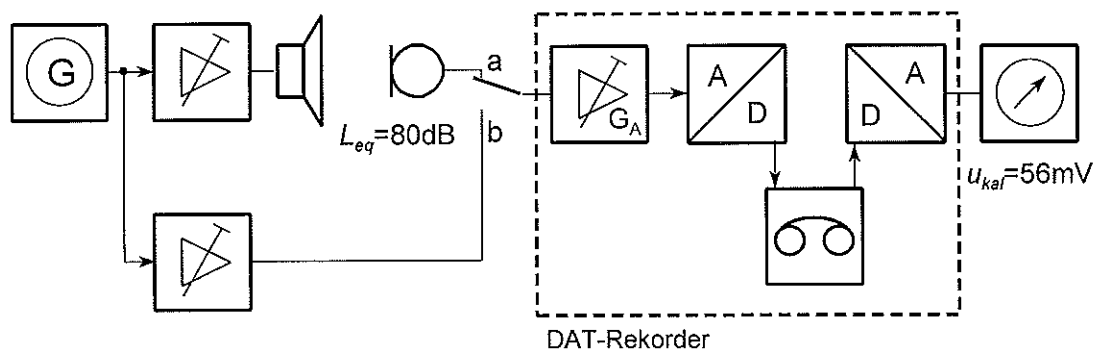 G
a
b
L_eq=80dB
G_A
A
D
A
D
u_kal=56mV
DAT-Rekorder